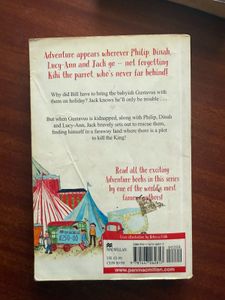 Adventure appears wherever Philip, Dinah,
Lucy-Ann and Jack go – not forgetting
Kiki the parrot, who's never far behind!
Why did Bill have to bring the babyish Gustavus with
them on holiday? Jack knows he'll only be trouble . . .
But when Gustavus is kidnapped, along with Philip, Dinah
and Lucy-Ann, Jack bravely sets out to rescue them,
finding himself in a faraway land where there is a plot
to kill the King!
Read all the exciting
Adventure books in this series
by one of the world's most
famous authors!
MACMILLAN
www.panmacmillan.com